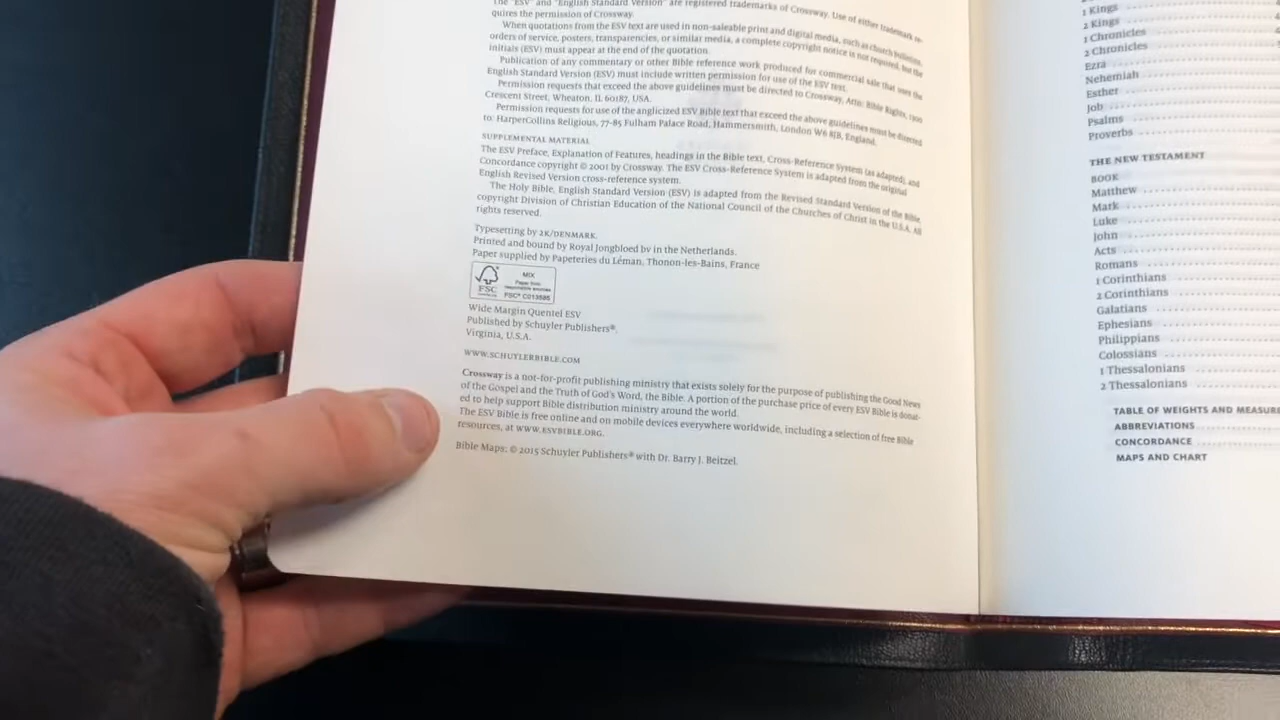 The "ESV" and "English Standard Version" are registered trademarks of Crossway. Use of either trademark re-
quires the permission of Crossway.
When quotations from the ESV text are used in non-saleable print and digital media, such as church bulletins,
orders of service, posters, transparencies, or similar media, a complete copyright notice is not required, but the
initials (ESV) must appear at the end of the quotation.
Publication of any commentary or other Bible reference work produced for commercial sale that uses the
English Standard Version (ESV) must include written permission for use of the ESV text.
Permission requests that exceed the above guidelines must be directed to Crossway, Attn: Bible Rights, 1300
Crescent Street, Wheaton, IL 60187, USA.
Permission requests for use of the anglicized ESV Bible text that exceed the above guidelines must be directed
to: HarperCollins Religious, 77-85 Fulham Palace Road, Hammersmith, London W6 8JB, England.
SUPPLEMENTAL MATERIAL
The ESV Preface, Explanation of Features, headings in the Bible text, Cross-Reference System (as adapted), and
Concordance copyright © 2001 by Crossway. The ESV Cross-Reference System is adapted from the original
English Revised Version cross-reference system.
The Holy Bible, English Standard Version (ESV) is adapted from the Revised Standard Version of the Bible,
copyright Division of Christian Education of the National Council of the Churches of Christ in the U.S.A. All
rights reserved.
Typesetting by 2K/DENMARK.
Printed and bound by Royal Jongbloed bv in the Netherlands.
Paper supplied by Papeteries du Léman, Thonon-les-Bains, France
FSC
MIX
Paper from
responsible sources
FSC® C013585
Wide Margin Quentel ESV
Published by Schuyler Publishers®,
Virginia, U.S.A.
WWW.SCHUYLERBIBLE.COM
Crossway is a not-for-profit publishing ministry that exists solely for the purpose of publishing the Good News
of the Gospel and the Truth of God's Word, the Bible. A portion of the purchase price of every ESV Bible is donat-
ed to help support Bible distribution ministry around the world.
The ESV Bible is free online and on mobile devices everywhere worldwide, including a selection of free Bible
resources, at WWW.ESVBIBLE.ORG.
Bible Maps: © 2015 Schuyler Publishers® with Dr. Barry J. Beitzel.
1 Kings
2 Kings
1 Chronicles
2 Chronicles
Ezra
Nehemiah
Esther
Job
Psalms
Proverbs
THE NEW TESTAMENT
BOOK
Matthew
Mark
Luke
John
Acts
Romans
1 Corinthians
2 Corinthians
Galatians
Ephesians
Philippians
Colossians
1 Thessalonians
2 Thessalonians
TABLE OF WEIGHTS AND MEASUR
ABBREVIATIONS
CONCORDANCE
MAPS AND CHART